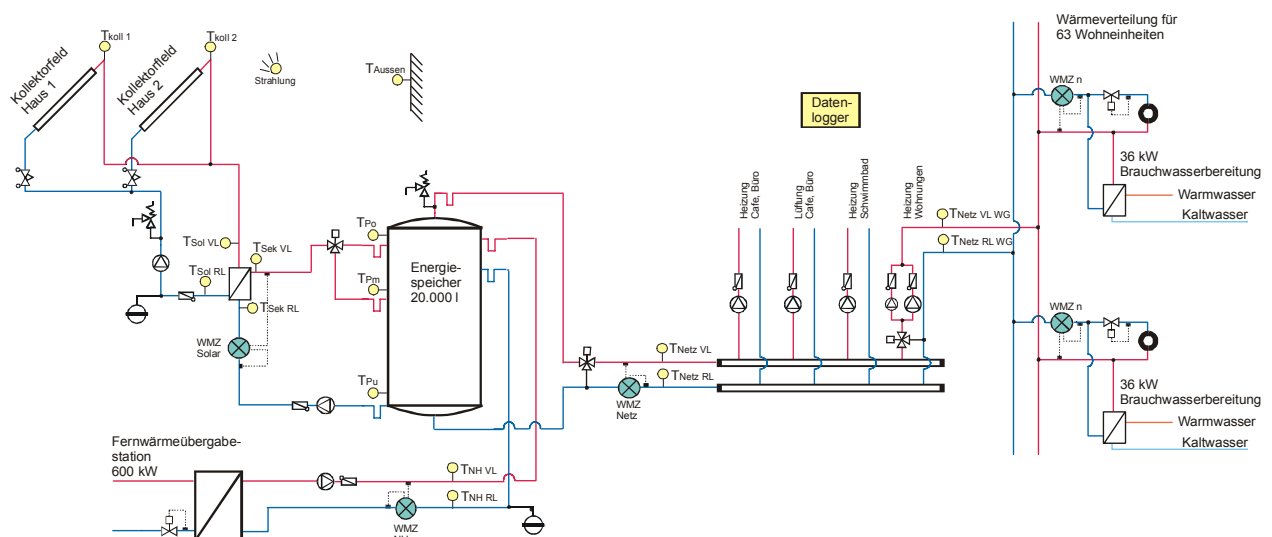 Wärmeverteilung für
63 Wohneinheiten
Tkoll 1
Tkoll 2
Kollektorfeld
Haus 1
Kollektorfleld
Haus 2
Strahlung
TAussen
Daten-
logger
WMZ n
36 kW
Brauchwasserbereitung
Warmwasser
Kaltwasser
Heizung
Cafe, Büro
Lüftung
Cafe, Büro
Heizung
Schwimmbad
Heizung
Wohnungen
TNetz VL WG
TNetz RL WG
TSol VL
TSek VL
TSol RL
TSek RL
WMZ
Solar
TPo
TPm
TPu
Energie-
speicher
20.000 l
TNetz VL
TNetz RL
WMZ
Netz
WMZ n
36 kW
Brauchwasserbereitung
Warmwasser
Kaltwasser
Fernwärmeübergabe-
station
600 kW
TNH VL
TNH RL
WMZ